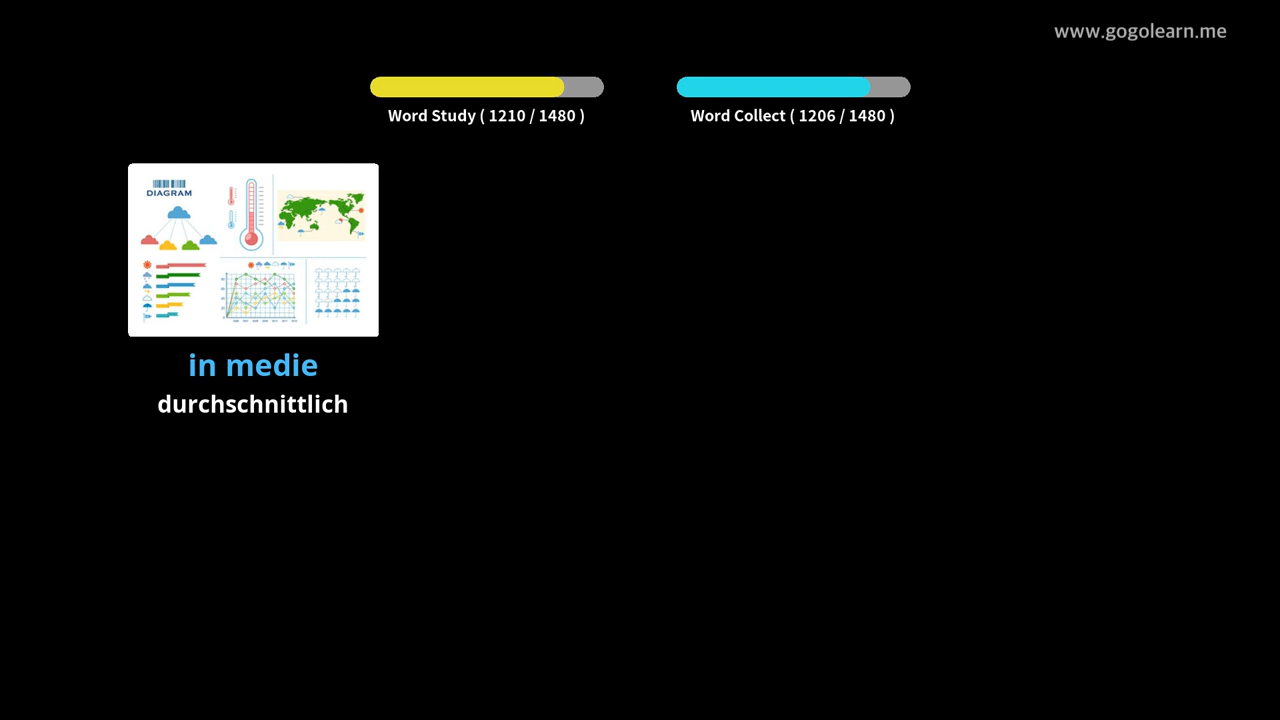 www.gogolearn.me
Word Study ( 1210 / 1480 )
Word Collect ( 1206 / 1480 )
DIAGRAM
in medie
durchschnittlich